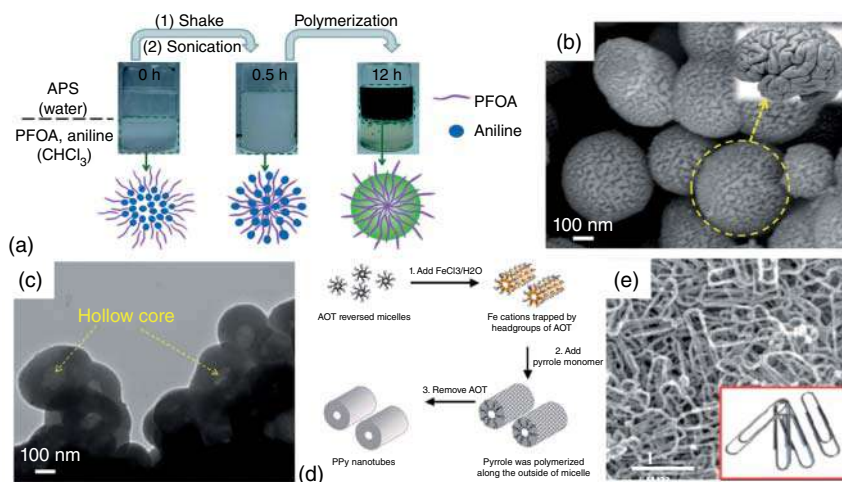 (1) Shake
(2) Sonication
Polymerization
0 h
0.5 h
12 h
APS
(water)
PFOA, aniline
(CHCl3)
PFOA
Aniline
(a)
(b)
100 nm
(c)
Hollow core
100 nm
AOT reversed micelles
1. Add FeCl3/H2O
Fe cations trapped by
headgroups of AOT
2. Add
pyrrole monomer
3. Remove AOT
PPy nanotubes
Pyrrole was polymerized
along the outside of micelle
(d)
(e)